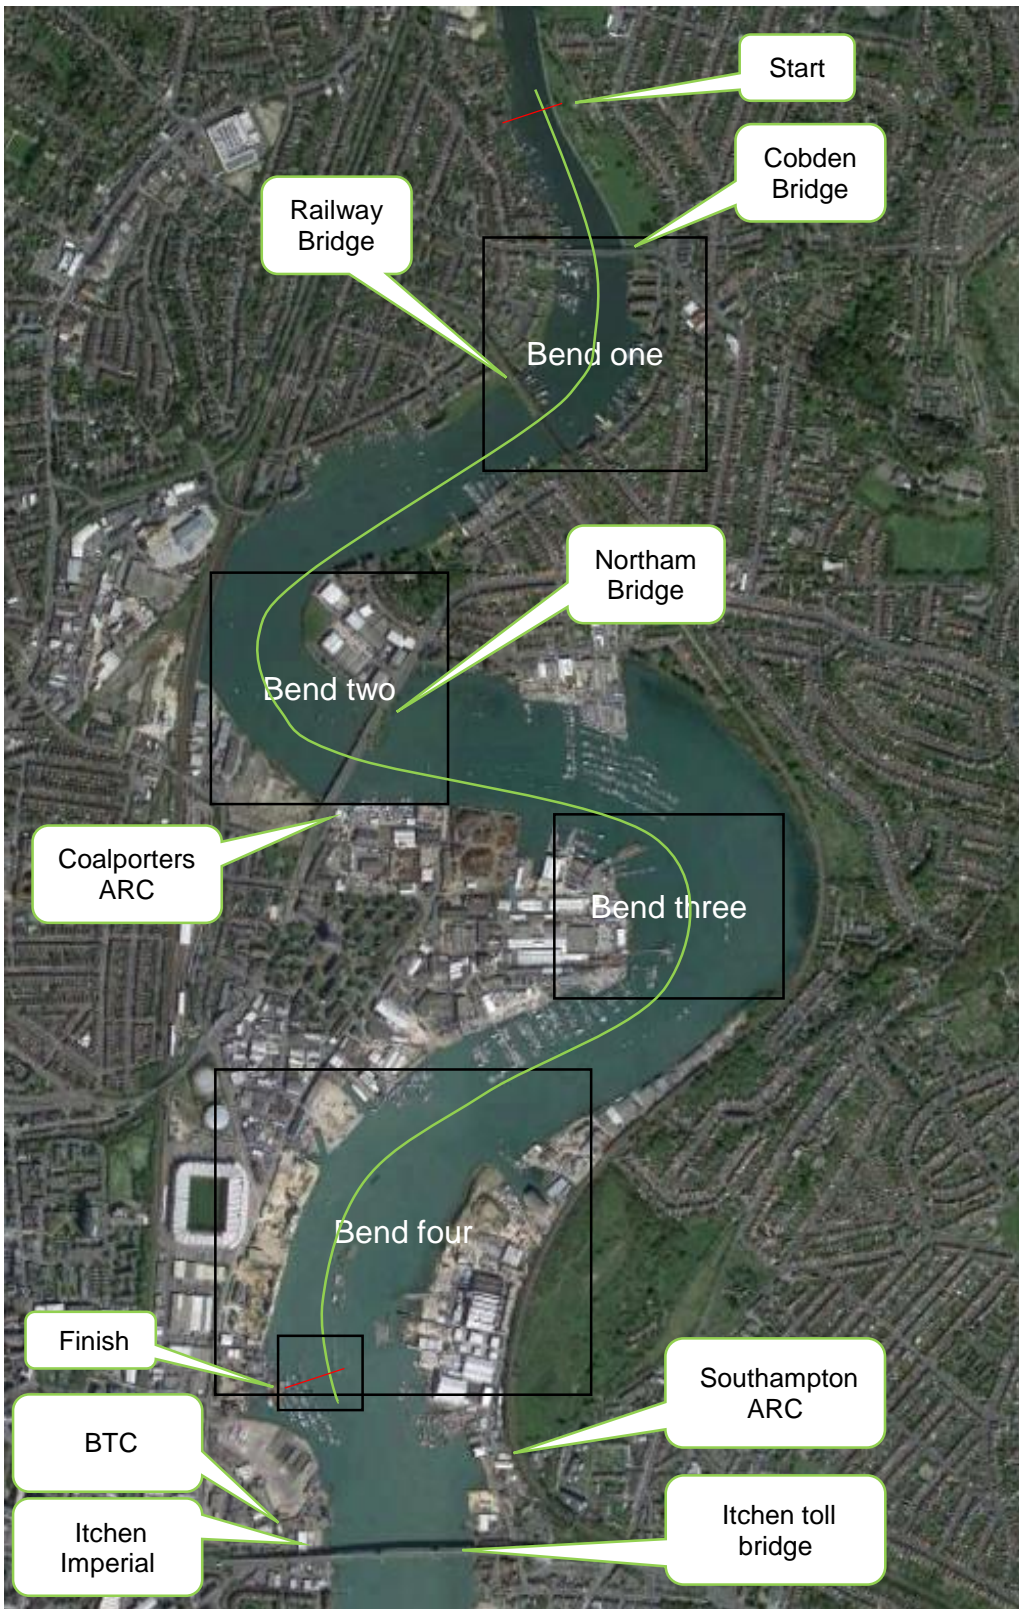 Start
Cobden
Bridge
Railway
Bridge
Bend one
Northam
Bridge
Bend two
Coalporters
ARC
Bend three
Bend four
Finish
Southampton
ARC
BTC
Itchen
Imperial
Itchen toll
bridge